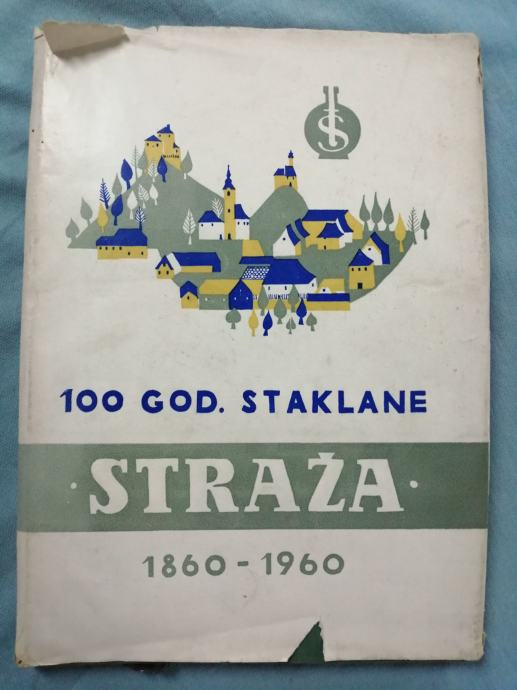 S
100 GOD. STAKLANE
·STRAŽA·
1860-1960